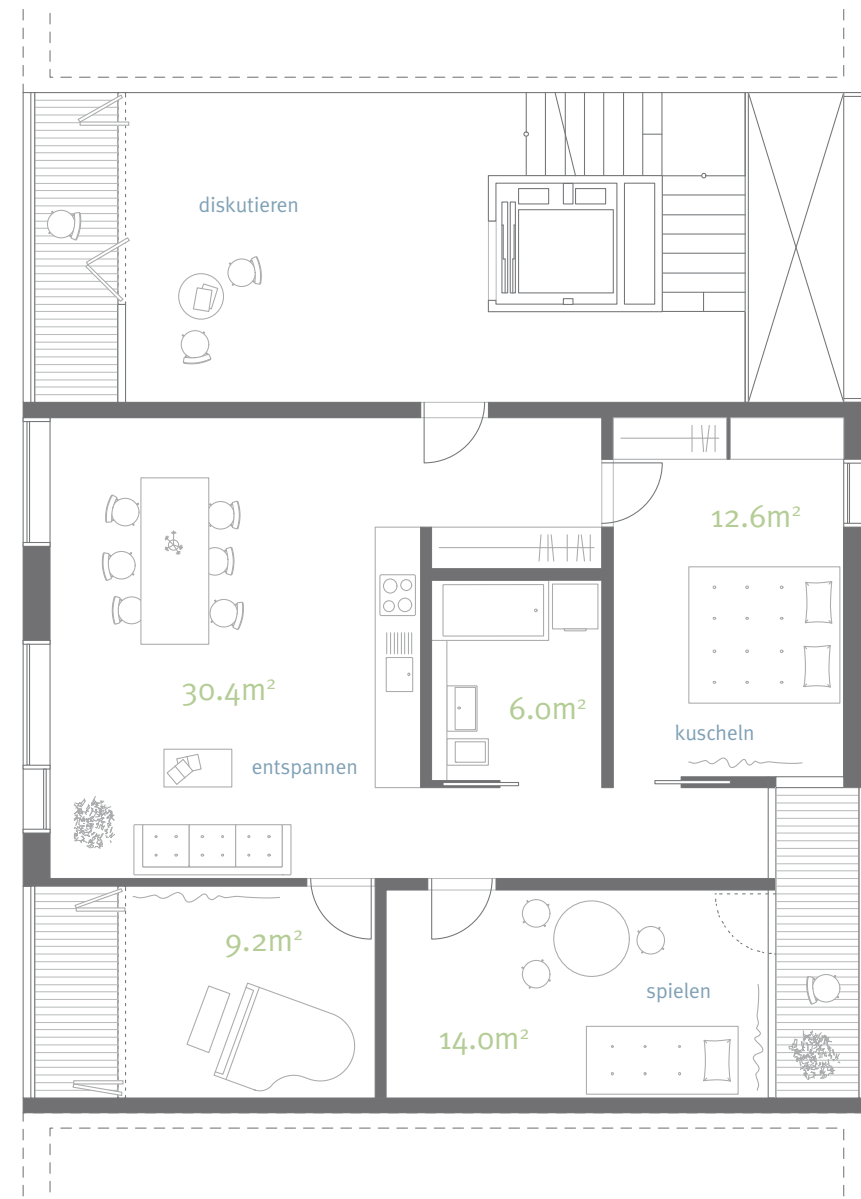 diskutieren
12.6m²
30.4m²
6.0m²
kuscheln
entspannen
9.2m²
spielen
14.0m²